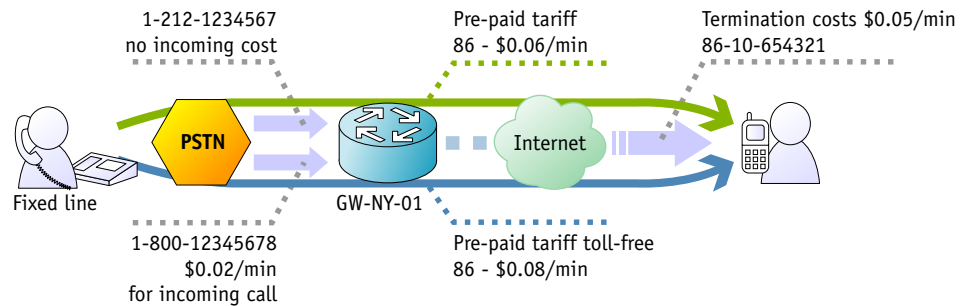 1-212-1234567
no incoming cost
Pre-paid tariff
86 - $0.06/min
Termination costs $0.05/min
86-10-654321
PSTN
Internet
Fixed line
GW-NY-01
1-800-12345678
$0.02/min
for incoming call
Pre-paid tariff toll-free
86 - $0.08/min